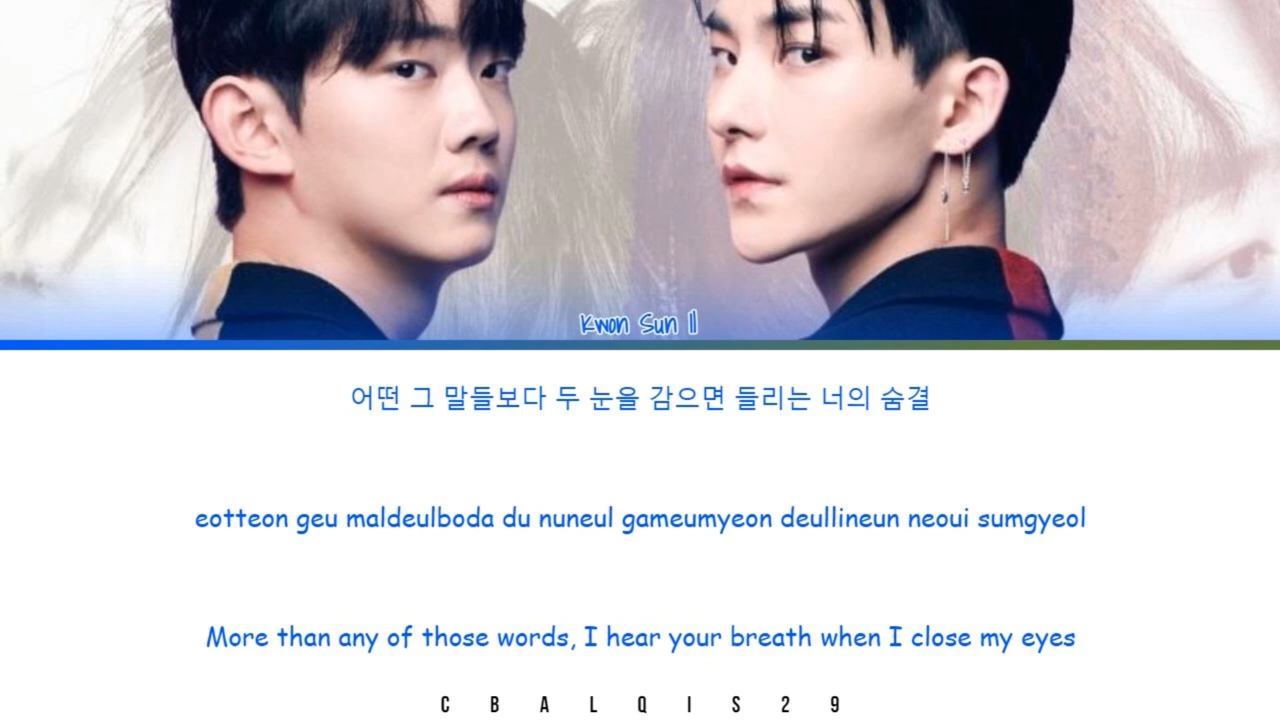 Kwon Sun Il
어떤 그 말들보다 두 눈을 감으면 들리는 너의 숨결
eotteon geu maldeulboda du nuneul gameumyeon deullineun neoui sumgyeol
More than any of those words, I hear your breath when I close my eyes
CBALQIS29